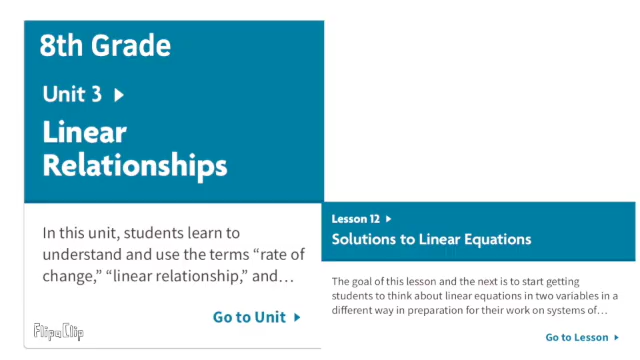 8th Grade
Unit 3
Linear
Relationships
In this unit, students learn to
understand and use the terms “rate of
change,” “linear relationship,” and…
Go to Unit
FlipaClip
Lesson 12
Solutions to Linear Equations
The goal of this lesson and the next is to start getting
students to think about linear equations in two variables in a
different way in preparation for their work on systems of…
Go to Lesson